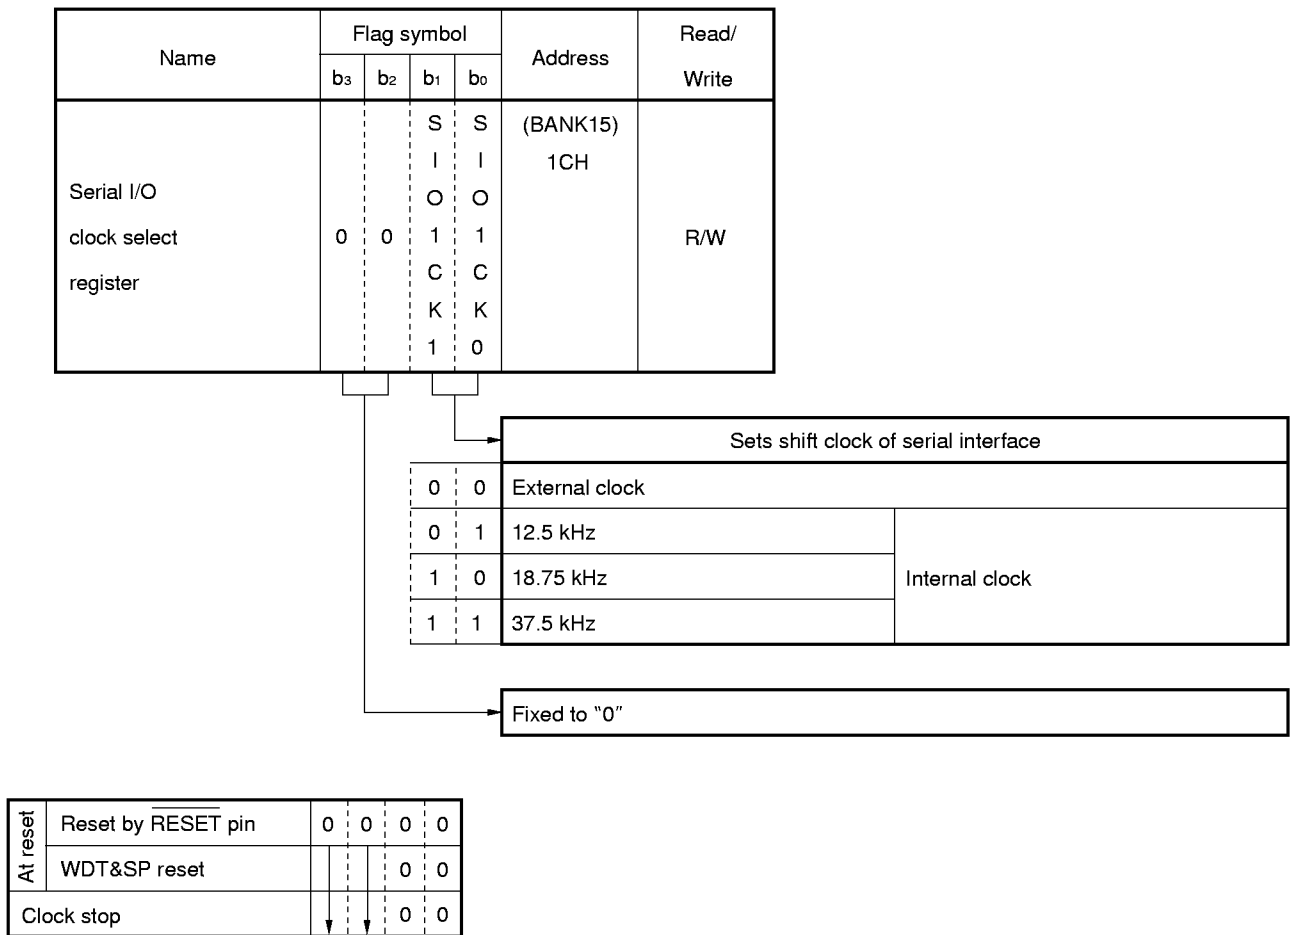 Name Flag symbol Address Read/ Write
b3 b2 b1 b0
Serial I/O
clock select
register
0 0 SIO1CK1 SIO1CK0
(BANK15)
1CH
R/W
Sets shift clock of serial interface
0 0 External clock
0 1 12.5 kHz
1 0 18.75 kHz
1 1 37.5 kHz
Internal clock
Fixed to “0”
At reset
Reset by RESET pin 0 0 0 0
WDT&SP reset 0 0
Clock stop 0 0